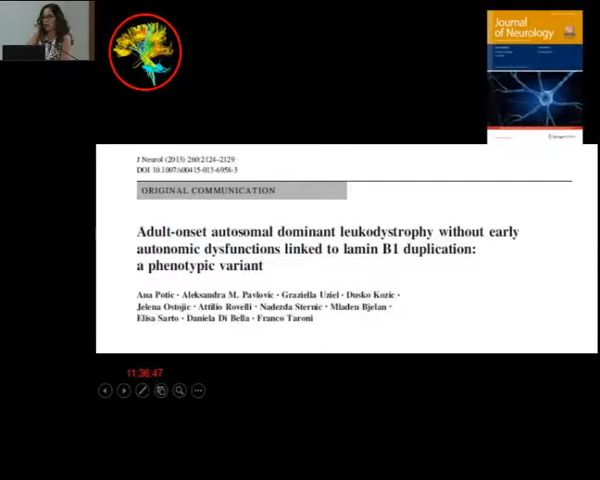 Journal
of Neurology
J Neurol (2013) 260:2124–2129
DOI 10.1007/s00415-013-6958-3
ORIGINAL COMMUNICATION
Adult-onset autosomal dominant leukodystrophy without early
autonomic dysfunctions linked to lamin B1 duplication:
a phenotypic variant
Ana Potic · Aleksandra M. Pavlovic · Graziella Uziel · Dusko Kozic ·
Jelena Ostojic · Attilio Rovelli · Nadezda Sternic · Mladen Bjelan ·
Elisa Sarto · Daniela Di Bella · Franco Taroni
11:36:47